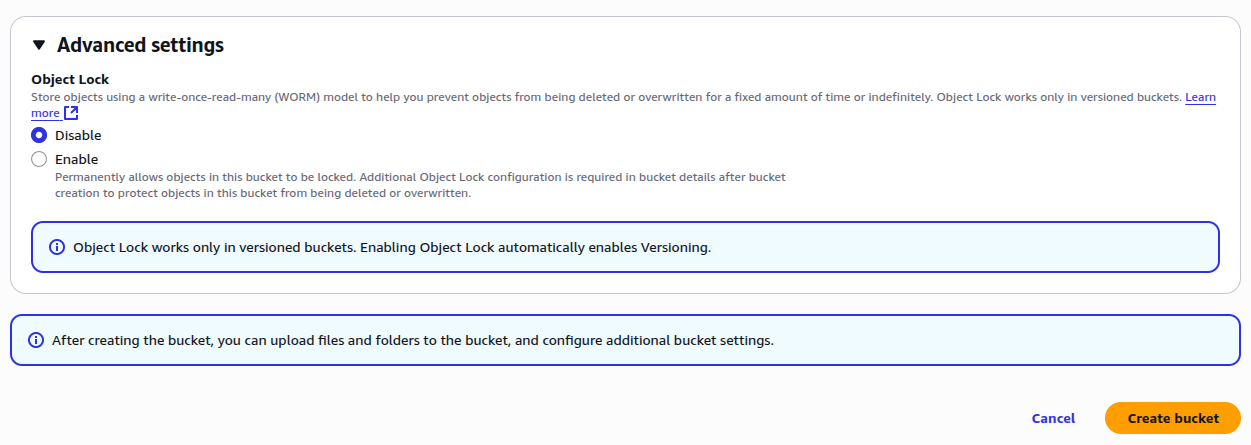 Advanced settings
Object Lock
Store objects using a write-once-read-many (WORM) model to help you prevent objects from being deleted or overwritten for a fixed amount of time or indefinitely. Object Lock works only in versioned buckets. Learn
more
Disable
Enable
Permanently allows objects in this bucket to be locked. Additional Object Lock configuration is required in bucket details after bucket
creation to protect objects in this bucket from being deleted or overwritten.
Object Lock works only in versioned buckets. Enabling Object Lock automatically enables Versioning.
After creating the bucket, you can upload files and folders to the bucket, and configure additional bucket settings.
Cancel
Create bucket